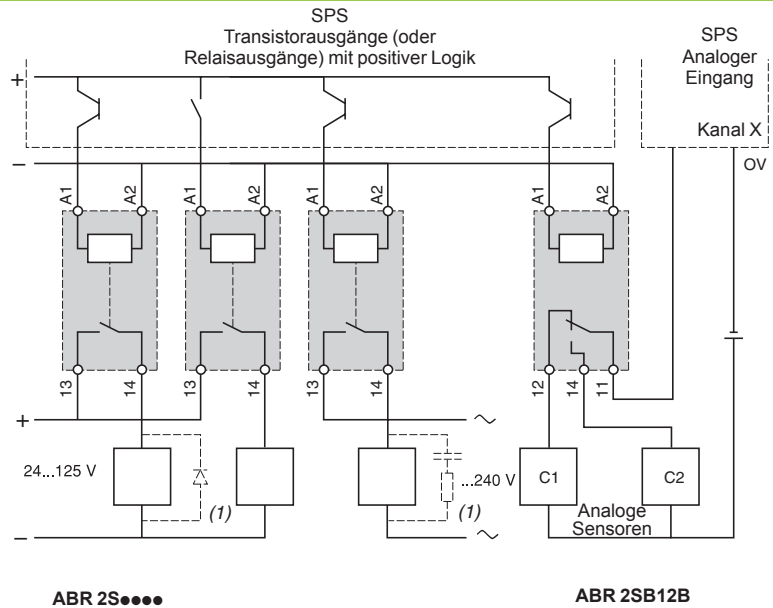 SPS
Transistorausgänge (oder
Relaisausgänge) mit positiver Logik
SPS
Analoger
Eingang
Kanal X
+
–
OV
A1
A2
A1
A2
A1
A2
A1
A2
13
14
13
14
13
14
12
14
11
+
~
24...125 V
(1)
...240 V
(1)
C1
C2
Analoge
Sensoren
–
~
ABR 2S●●●●
ABR 2SB12B